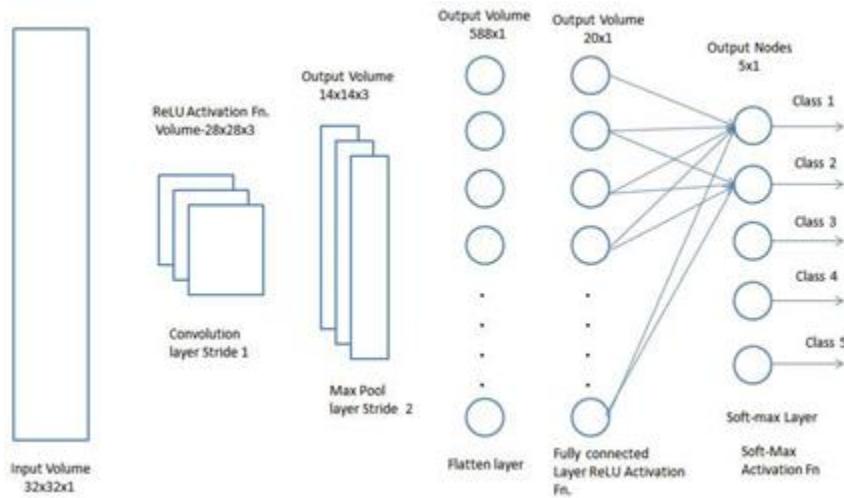 Output Volume
588x1
Output Volume
20x1
Output Nodes
5x1
Output Volume
14x14x3
ReLU Activation Fn.
Volume-28x28x3
Class 1
Class 2
Class 3
Class 4
Class 5
Convolution
layer Stride 1
Max Pool
layer Stride 2
Soft-max Layer
Input Volume
32x32x1
Flatten layer
Fully connected
Layer ReLU Activation
Fn.
Soft-Max
Activation Fn